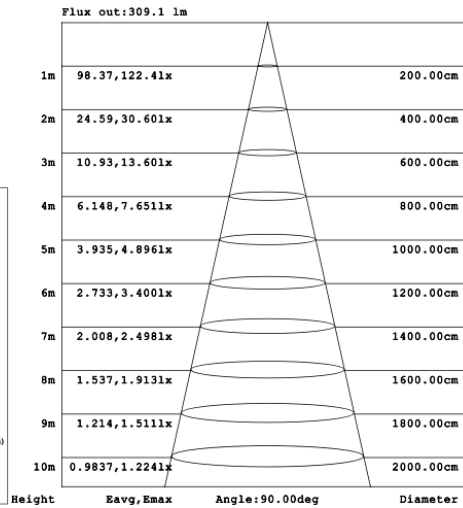 Flux out:309.1 lm
1m 98.37,122.4lx 200.00cm
2m 24.59,30.60lx 400.00cm
3m 10.93,13.60lx 600.00cm
4m 6.148,7.651lx 800.00cm
5m 3.935,4.896lx 1000.00cm
6m 2.733,3.400lx 1200.00cm
7m 2.008,2.498lx 1400.00cm
8m 1.537,1.913lx 1600.00cm
9m 1.214,1.511lx 1800.00cm
10m 0.9837,1.224lx 2000.00cm
Height Eavg,Emax Angle:90.00deg Diameter